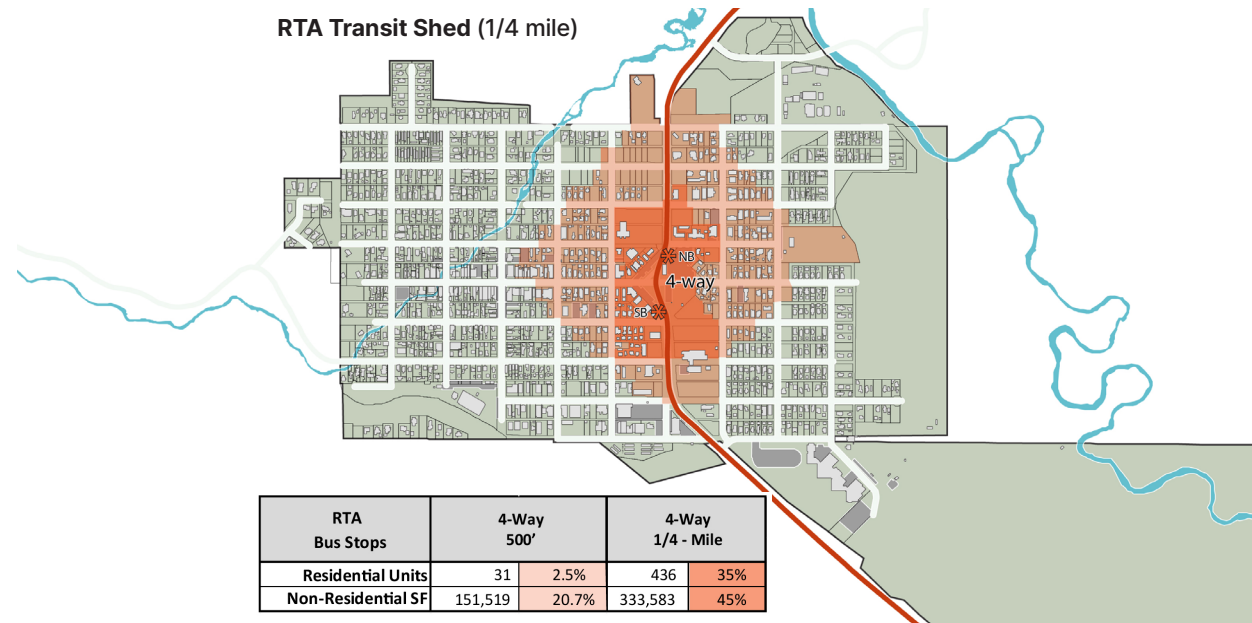 RTA Transit Shed (1/4 mile)
NB
4-way
SB
RTA
Bus Stops
4-Way
500’
4-Way
1/4 - Mile
Residential Units 31 2.5% 436 35%
Non-Residential SF 151,519 20.7% 333,583 45%